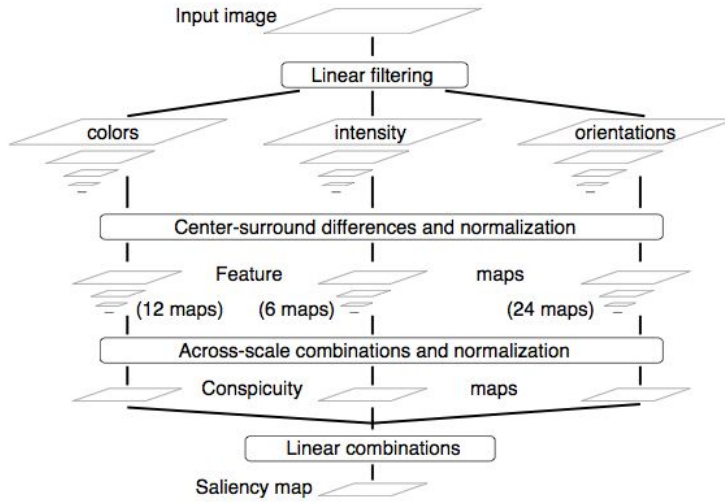 Input image
Linear filtering
colors intensity orientations
Center-surround differences and normalization
Feature maps
(12 maps) (6 maps) (24 maps)
Across-scale combinations and normalization
Conspicuity maps
Linear combinations
Saliency map